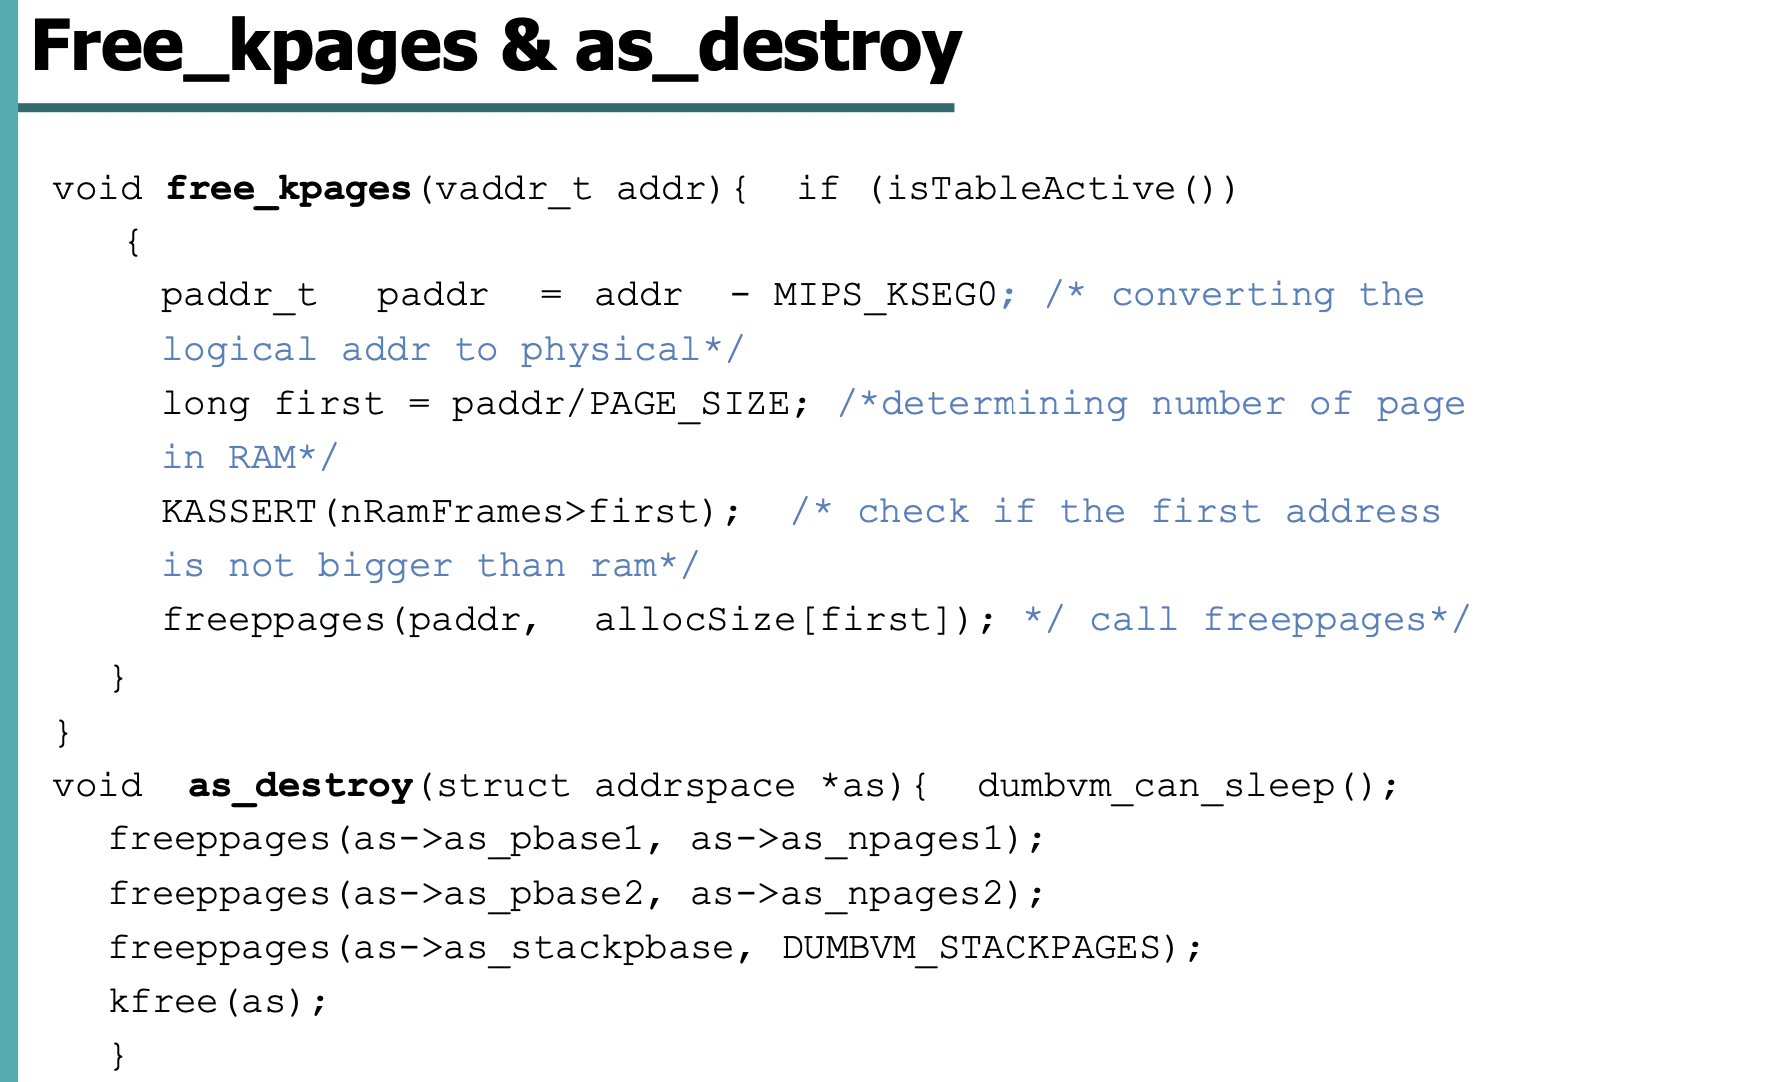 Free_kpages & as_destroy
void free_kpages(vaddr_t addr){ if (isTableActive())
{
paddr_t paddr = addr - MIPS_KSEG0; /* converting the
logical addr to physical*/
long first = paddr/PAGE_SIZE; /*determining number of page
in RAM*/
KASSERT(nRamFrames>first); /* check if the first address
is not bigger than ram*/
freeppages(paddr, allocSize[first]); */ call freeppages*/
}
}
void as_destroy(struct addrspace *as){ dumbvm_can_sleep();
freeppages(as->as_pbase1, as->as_npages1);
freeppages(as->as_pbase2, as->as_npages2);
freeppages(as->as_stackpbase, DUMBVM_STACKPAGES);
kfree(as);
}